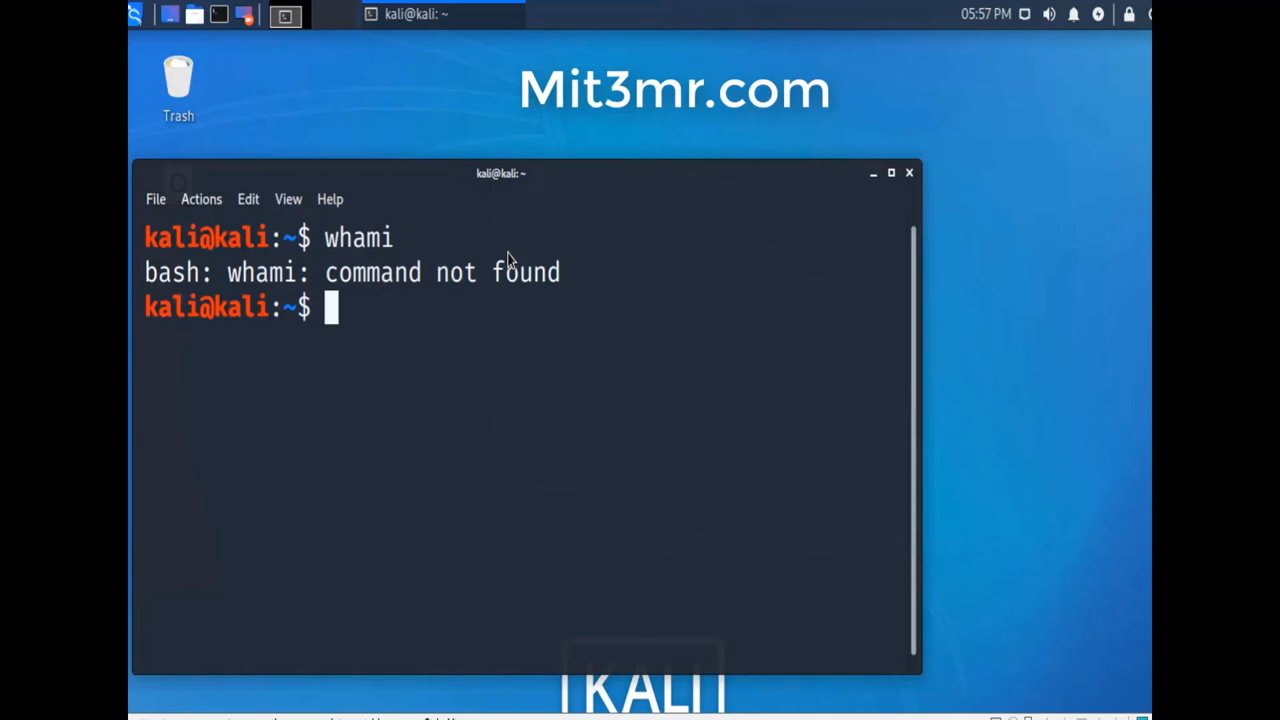 kali@kali: ~
05:57 PM
Trash
Mit3mr.com
kali@kali: ~
File Actions Edit View Help
kali@kali:~$ whami
bash: whami: command not found
kali@kali:~$
KALI